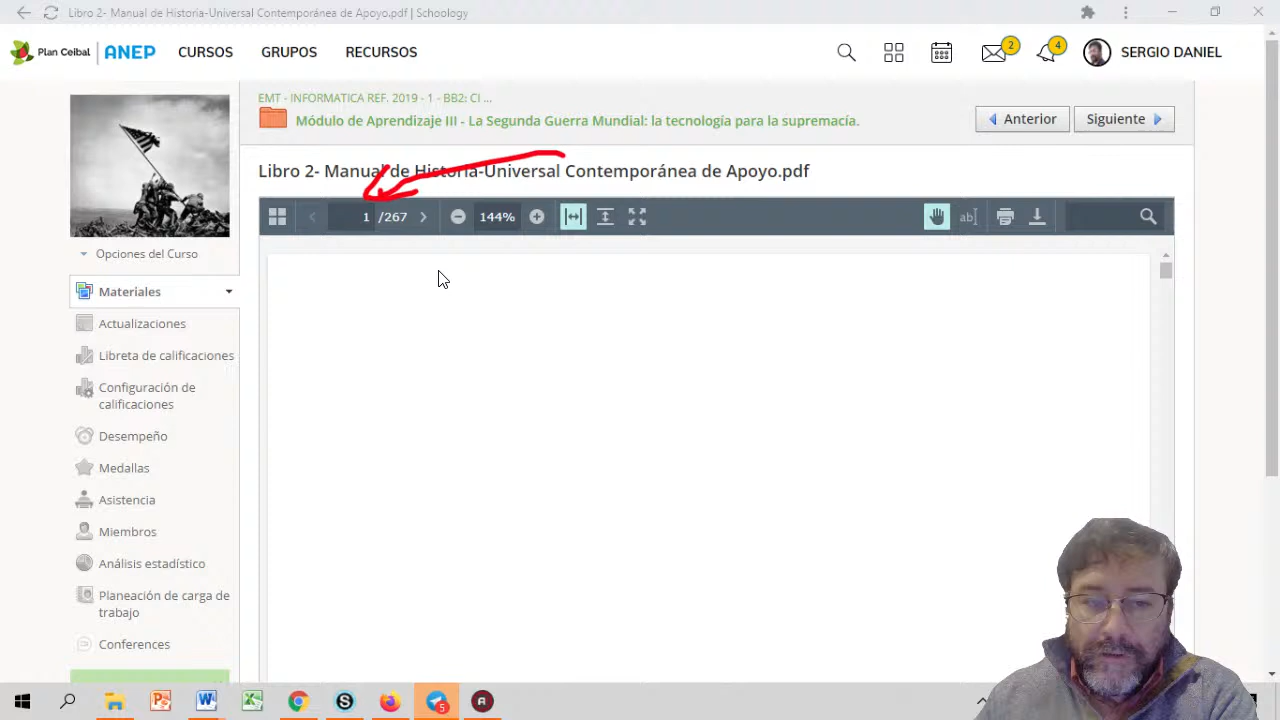 Libro 2- Manual de Historia-Universal Contemporánea de Apoyo.pdf | Schoology
Plan Ceibal | ANEP CURSOS GRUPOS RECURSOS 2 4 SERGIO DANIEL
EMT - INFORMATICA REF. 2019 - 1 - BB2: CI ...
Módulo de Aprendizaje III - La Segunda Guerra Mundial: la tecnología para la supremacía.
Anterior Siguiente
Libro 2- Manual de Historia-Universal Contemporánea de Apoyo.pdf
1 /267 144% ab
Opciones del Curso
Materiales
Actualizaciones
Libreta de calificaciones
Configuración de
calificaciones
Desempeño
Medallas
Asistencia
Miembros
Análisis estadístico
Planeación de carga de
trabajo
Conferences
5